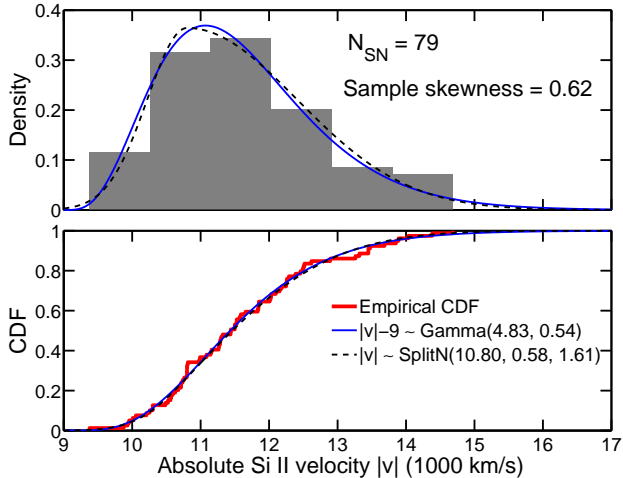 0.4
0.3
0.2
0.1
0
Density
N_SN = 79
Sample skewness = 0.62
1
0.8
0.6
0.4
0.2
0
CDF
Empirical CDF
|v|−9 ~ Gamma(4.83, 0.54)
|v| ~ SplitN(10.80, 0.58, 1.61)
9 10 11 12 13 14 15 16 17
Absolute Si II velocity |v| (1000 km/s)